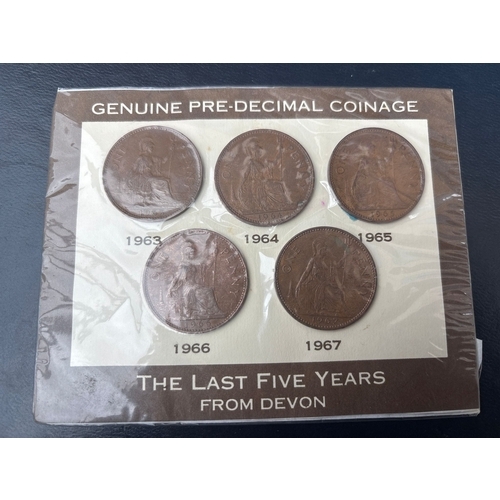 GENUINE PRE-DECIMAL COINAGE
1963 1964 1965
1966 1967
THE LAST FIVE YEARS
FROM DEVON